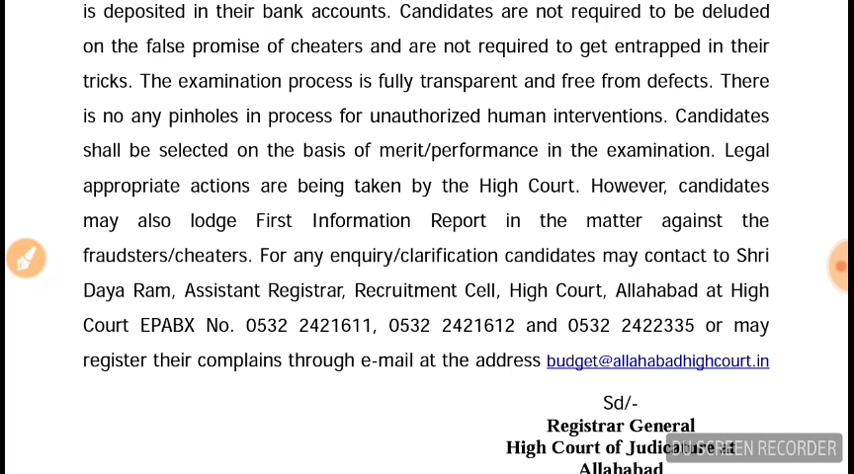 is deposited in their bank accounts. Candidates are not required to be deluded
on the false promise of cheaters and are not required to get entrapped in their
tricks. The examination process is fully transparent and free from defects. There
is no any pinholes in process for unauthorized human interventions. Candidates
shall be selected on the basis of merit/performance in the examination. Legal
appropriate actions are being taken by the High Court. However, candidates
may also lodge First Information Report in the matter against the
fraudsters/cheaters. For any enquiry/clarification candidates may contact to Shri
Daya Ram, Assistant Registrar, Recruitment Cell, High Court, Allahabad at High
Court EPABX No. 0532 2421611, 0532 2421612 and 0532 2422335 or may
register their complains through e-mail at the address budget@allahabadhighcourt.in
Sd/-
Registrar General
High Court of Judicature at
DU SCREEN RECORDER
Allahabad